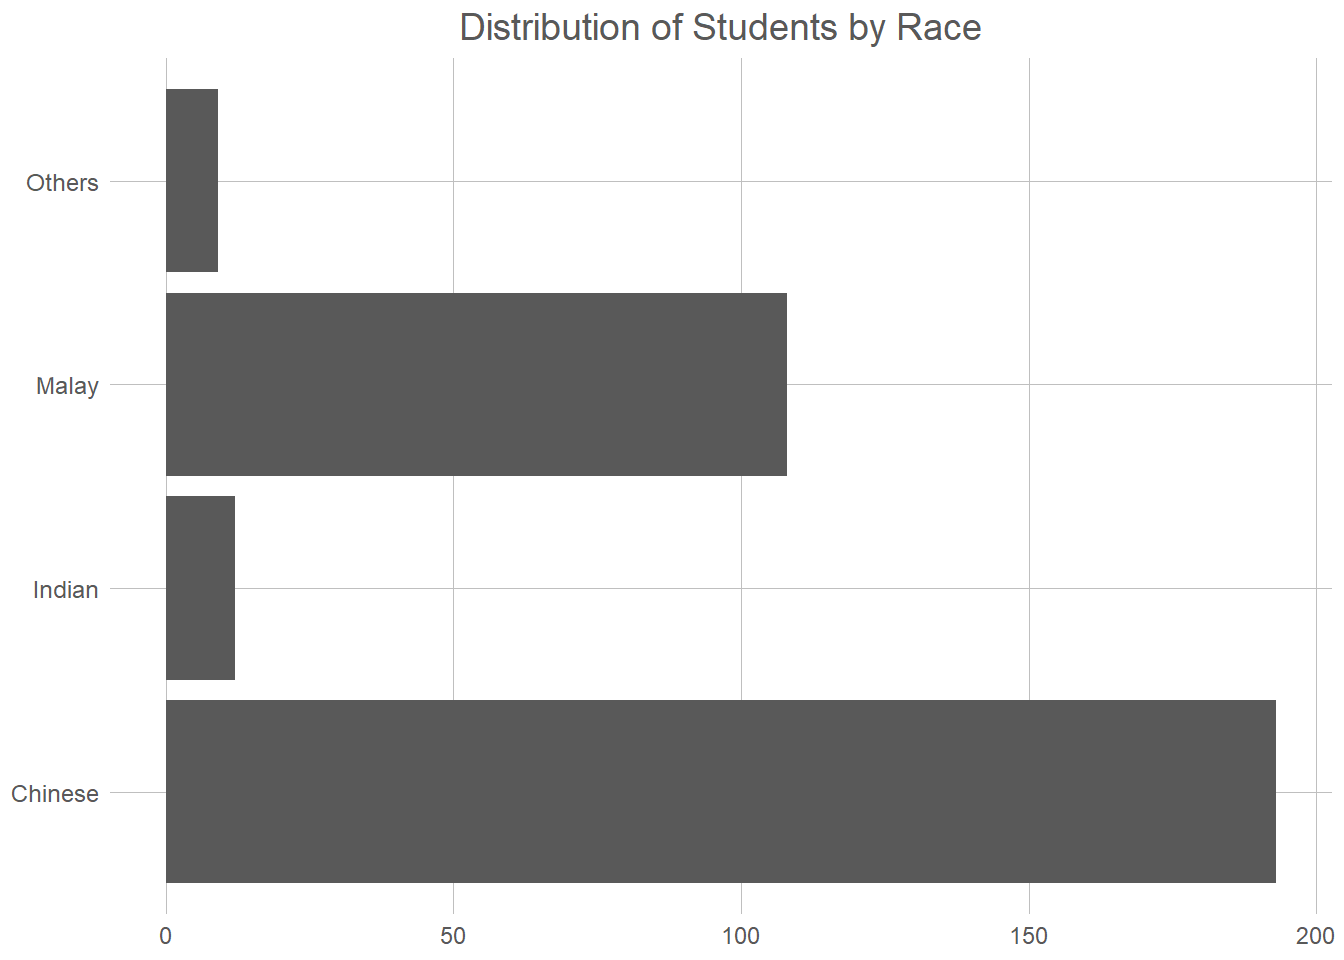 Distribution of Students by Race
Others
Malay
Indian
Chinese
0 50 100 150 200